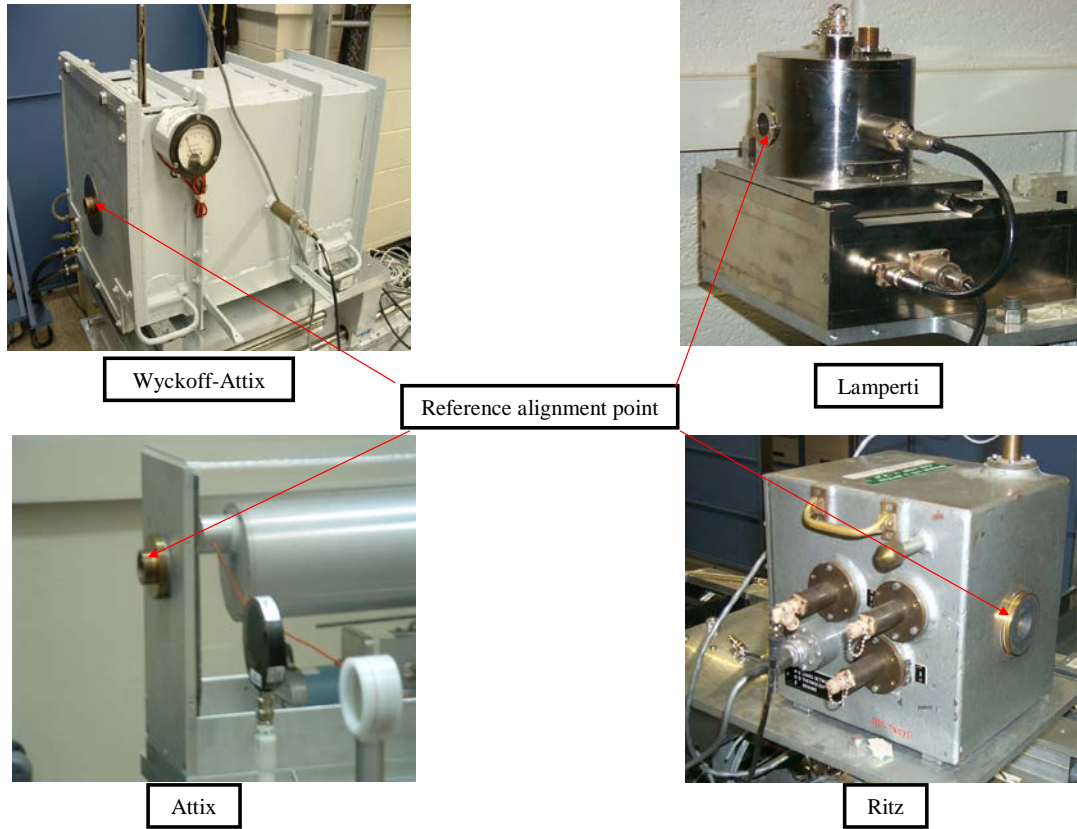 Wyckoff-Attix
Lamperti
Reference alignment point
Attix
Ritz